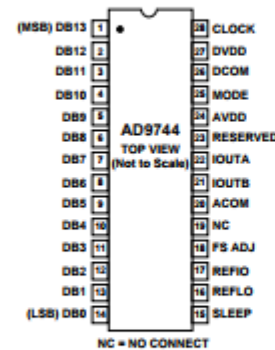 (MSB) DB13 1 28 CLOCK
DB12 2 27 DVDD
DB11 3 26 DCOM
DB10 4 25 MODE
DB9 5 24 AVDD
DB8 6 23 RESERVED
AD9744
TOP VIEW
(Not to Scale)
DB7 7 22 IOUTA
DB6 8 21 IOUTB
DB5 9 20 ACOM
DB4 10 19 NC
DB3 11 18 FS ADJ
DB2 12 17 REFIO
DB1 13 16 REFLO
(LSB) DB0 14 15 SLEEP
NC = NO CONNECT